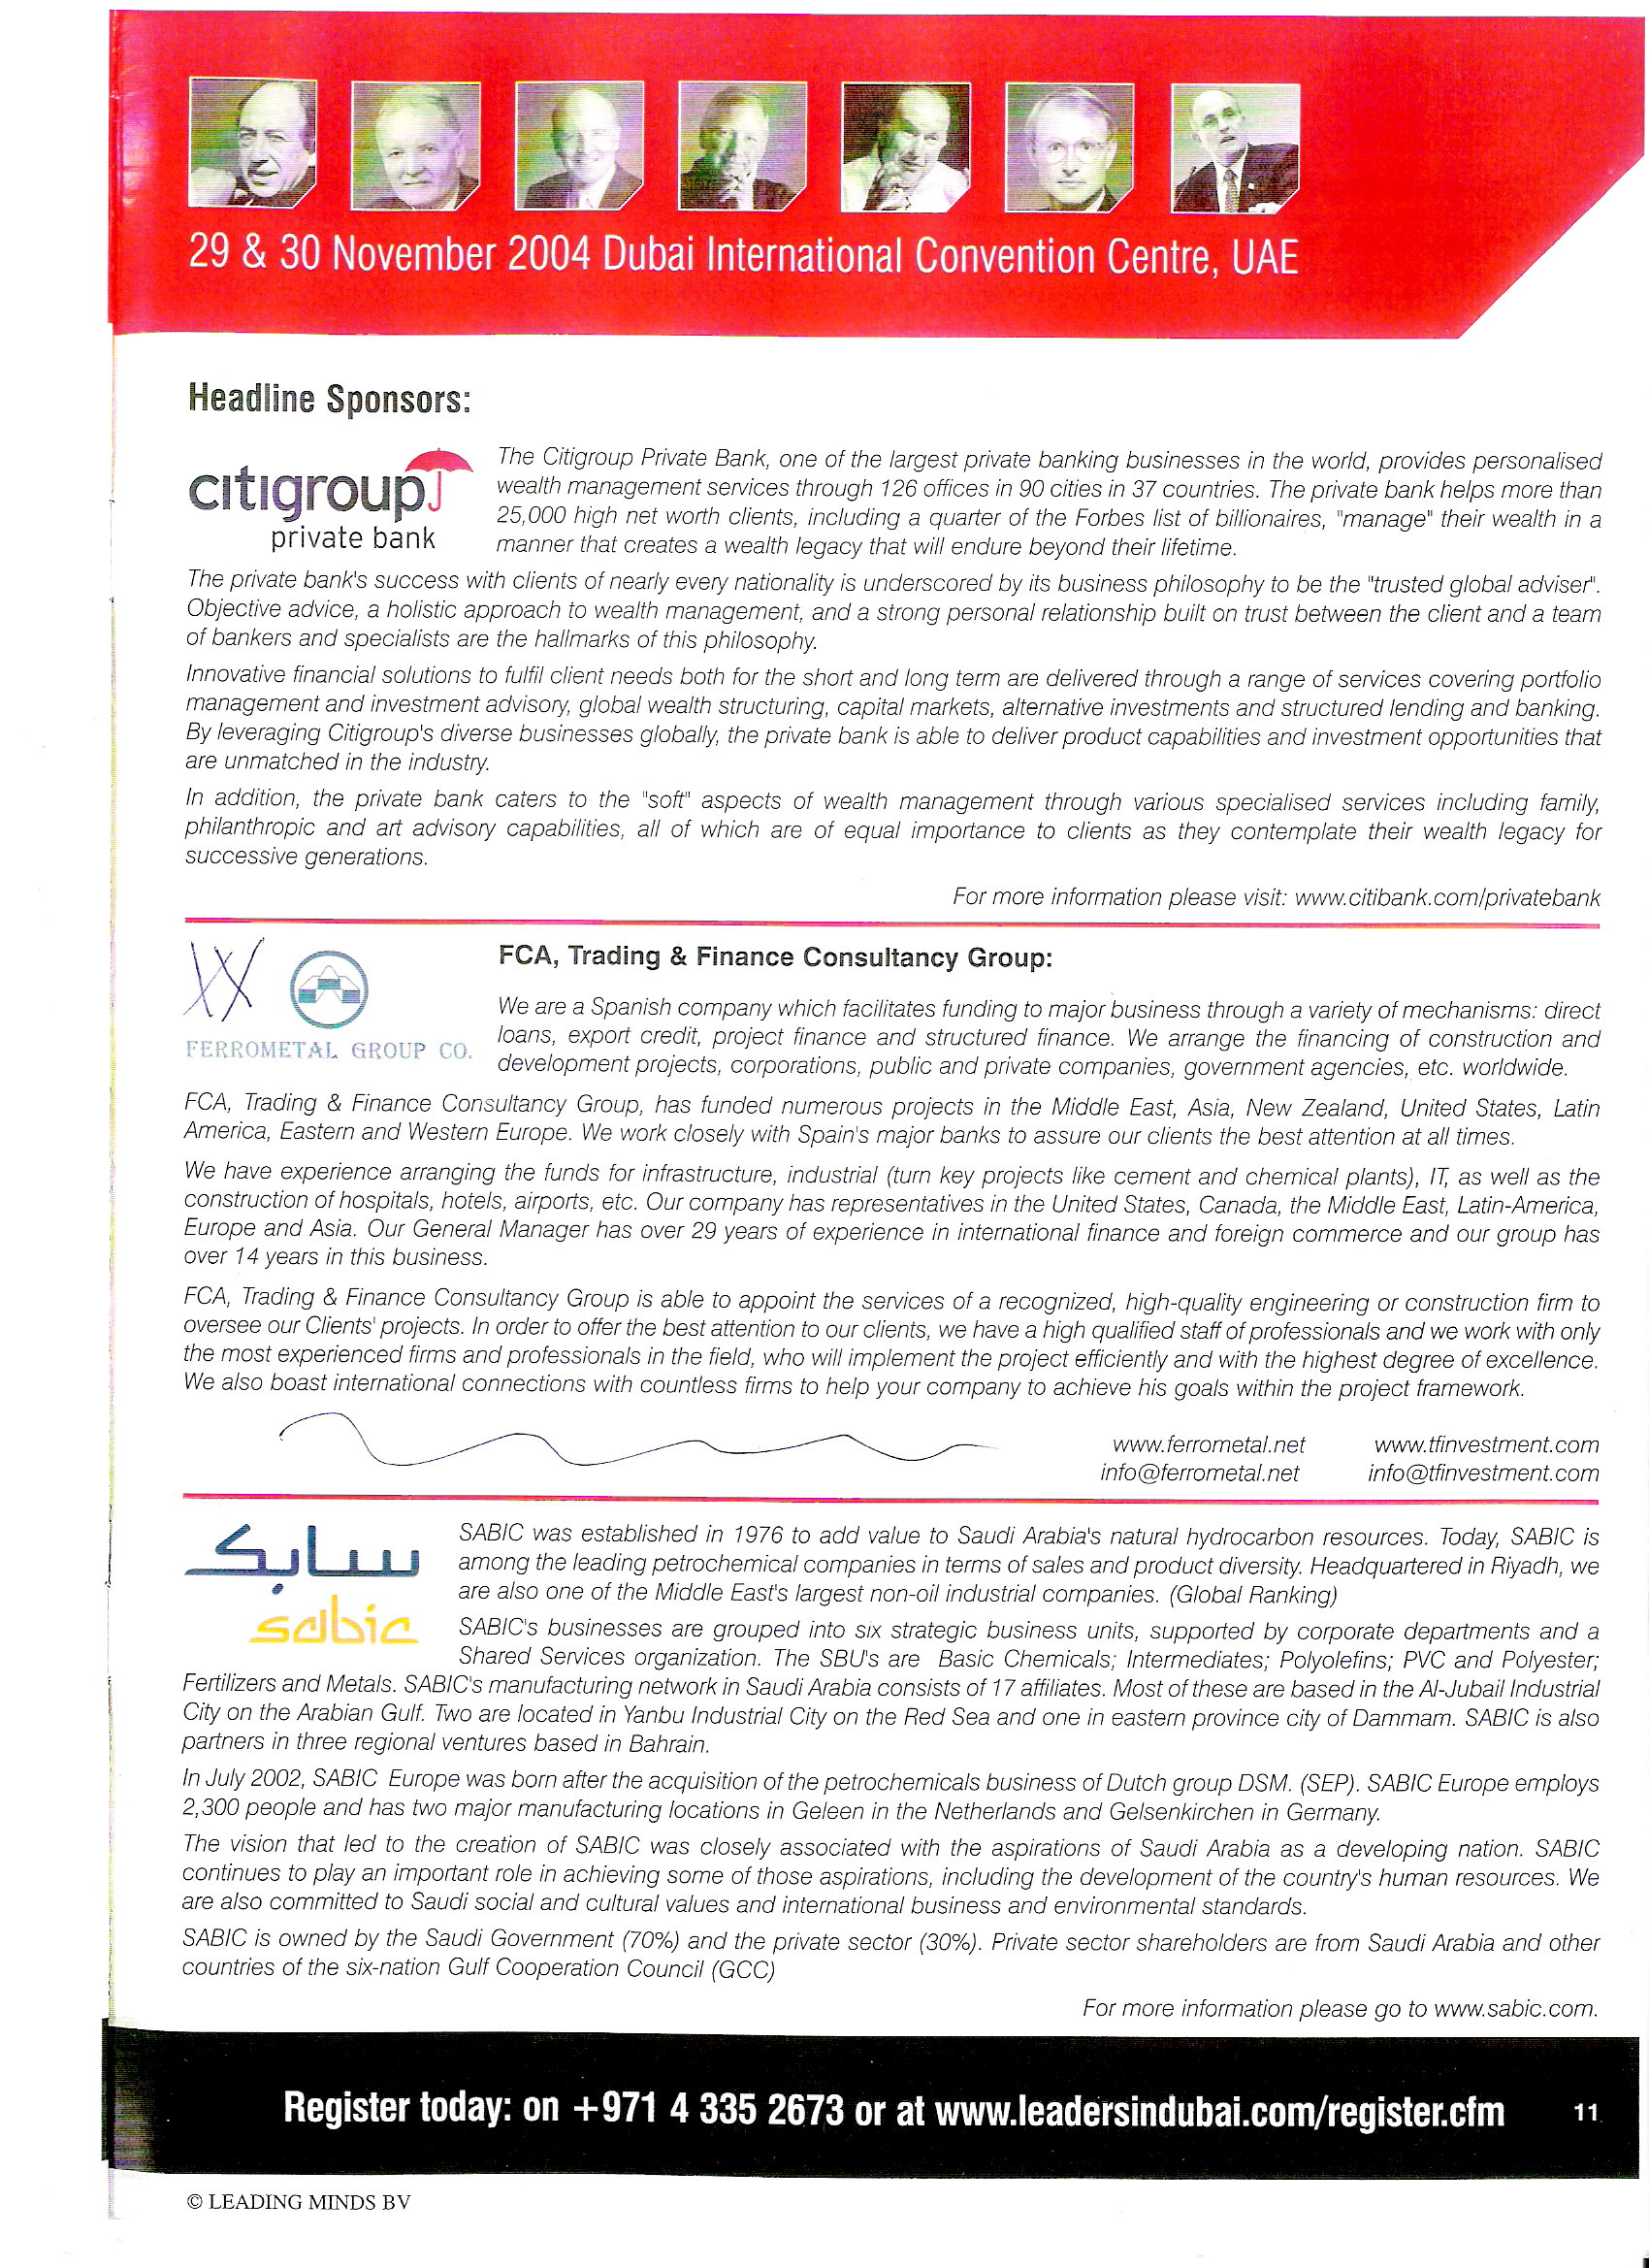 29 & 30 November 2004 Dubai International Convention Centre, UAE
Headline Sponsors:
citigroup
private bank
The Citigroup Private Bank, one of the largest private banking businesses in the world, provides personalised
wealth management services through 126 offices in 90 cities in 37 countries. The private bank helps more than
25,000 high net worth clients, including a quarter of the Forbes list of billionaires, "manage" their wealth in a
manner that creates a wealth legacy that will endure beyond their lifetime.
The private bank's success with clients of nearly every nationality is underscored by its business philosophy to be the "trusted global adviser".
Objective advice, a holistic approach to wealth management, and a strong personal relationship built on trust between the client and a team
of bankers and specialists are the hallmarks of this philosophy.
Innovative financial solutions to fulfil client needs both for the short and long term are delivered through a range of services covering portfolio
management and investment advisory, global wealth structuring, capital markets, alternative investments and structured lending and banking.
By leveraging Citigroup's diverse businesses globally, the private bank is able to deliver product capabilities and investment opportunities that
are unmatched in the industry.
In addition, the private bank caters to the "soft" aspects of wealth management through various specialised services including family,
philanthropic and art advisory capabilities, all of which are of equal importance to clients as they contemplate their wealth legacy for
successive generations.
For more information please visit: www.citibank.com/privatebank
XX
FERROMETAL GROUP CO.
FCA, Trading & Finance Consultancy Group:
We are a Spanish company which facilitates funding to major business through a variety of mechanisms: direct
loans, export credit, project finance and structured finance. We arrange the financing of construction and
development projects, corporations, public and private companies, government agencies, etc. worldwide.
FCA, Trading & Finance Consultancy Group, has funded numerous projects in the Middle East, Asia, New Zealand, United States, Latin
America, Eastern and Western Europe. We work closely with Spain's major banks to assure our clients the best attention at all times.
We have experience arranging the funds for infrastructure, industrial (turn key projects like cement and chemical plants), IT, as well as the
construction of hospitals, hotels, airports, etc. Our company has representatives in the United States, Canada, the Middle East, Latin-America,
Europe and Asia. Our General Manager has over 29 years of experience in international finance and foreign commerce and our group has
over 14 years in this business.
FCA, Trading & Finance Consultancy Group is able to appoint the services of a recognized, high-quality engineering or construction firm to
oversee our Clients' projects. In order to offer the best attention to our clients, we have a high qualified staff of professionals and we work with only
the most experienced firms and professionals in the field, who will implement the project efficiently and with the highest degree of excellence.
We also boast international connections with countless firms to help your company to achieve his goals within the project framework.
www.ferrometal.net www.tfinvestment.com
info@ferrometal.net info@tfinvestment.com
سابك
sabic
SABIC was established in 1976 to add value to Saudi Arabia's natural hydrocarbon resources. Today, SABIC is
among the leading petrochemical companies in terms of sales and product diversity. Headquartered in Riyadh, we
are also one of the Middle East's largest non-oil industrial companies. (Global Ranking)
SABIC's businesses are grouped into six strategic business units, supported by corporate departments and a
Shared Services organization. The SBU's are Basic Chemicals; Intermediates; Polyolefins; PVC and Polyester;
Fertilizers and Metals. SABIC's manufacturing network in Saudi Arabia consists of 17 affiliates. Most of these are based in the Al-Jubail Industrial
City on the Arabian Gulf. Two are located in Yanbu Industrial City on the Red Sea and one in eastern province city of Dammam. SABIC is also
partners in three regional ventures based in Bahrain.
In July 2002, SABIC Europe was born after the acquisition of the petrochemicals business of Dutch group DSM. (SEP). SABIC Europe employs
2,300 people and has two major manufacturing locations in Geleen in the Netherlands and Gelsenkirchen in Germany.
The vision that led to the creation of SABIC was closely associated with the aspirations of Saudi Arabia as a developing nation. SABIC
continues to play an important role in achieving some of those aspirations, including the development of the country's human resources. We
are also committed to Saudi social and cultural values and international business and environmental standards.
SABIC is owned by the Saudi Government (70%) and the private sector (30%). Private sector shareholders are from Saudi Arabia and other
countries of the six-nation Gulf Cooperation Council (GCC)
For more information please go to www.sabic.com.
Register today: on +971 4 335 2673 or at www.leadersindubai.com/register.cfm 11
© LEADING MINDS BV